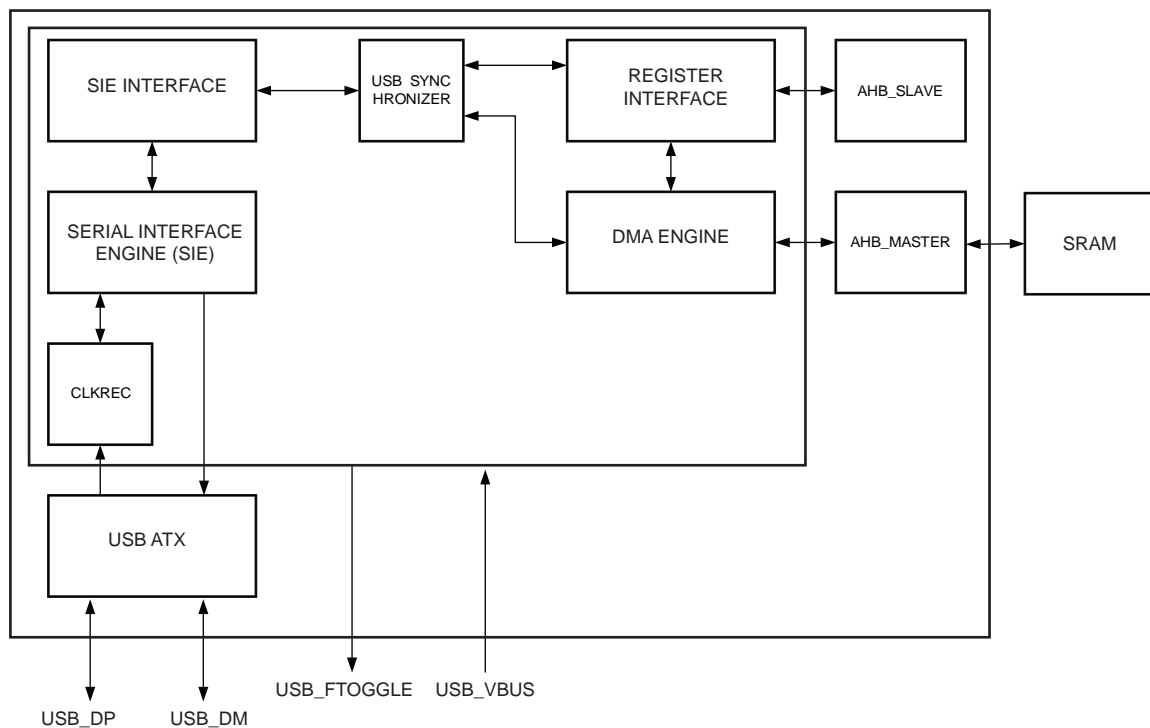 SIE INTERFACE
USB SYNC
HRONIZER
REGISTER
INTERFACE
AHB_SLAVE
SERIAL INTERFACE
ENGINE (SIE)
DMA ENGINE
AHB_MASTER
SRAM
CLKREC
USB ATX
USB_FTOGGLE
USB_VBUS
USB_DP
USB_DM